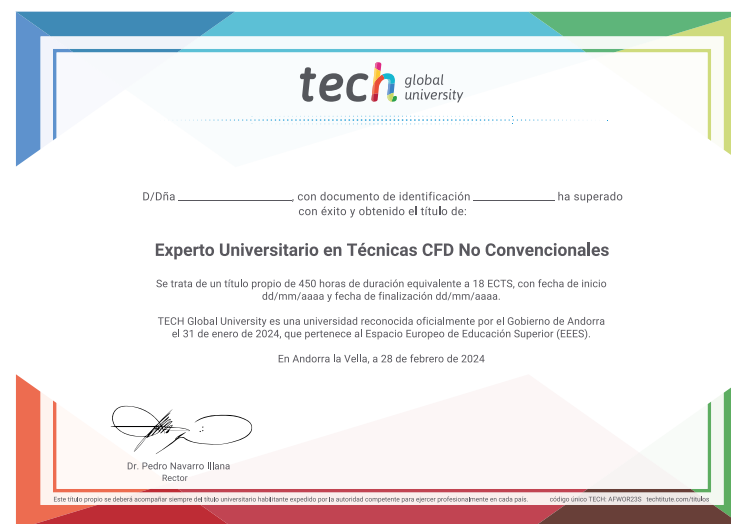 tech global university
D/Dña ____________, con documento de identificación ____________ ha superado
con éxito y obtenido el título de:
Experto Universitario en Técnicas CFD No Convencionales
Se trata de un título propio de 450 horas de duración equivalente a 18 ECTS, con fecha de inicio
dd/mm/aaaa y fecha de finalización dd/mm/aaaa.
TECH Global University es una universidad reconocida oficialmente por el Gobierno de Andorra
el 31 de enero de 2024, que pertenece al Espacio Europeo de Educación Superior (EEES).
En Andorra la Vella, a 28 de febrero de 2024
Dr. Pedro Navarro Illana
Rector
Este título propio se deberá acompañar siempre del título universitario habilitante expedido por la autoridad competente para ejercer profesionalmente en cada país. código único TECH: AFWOR23S techtitute.com/titulos